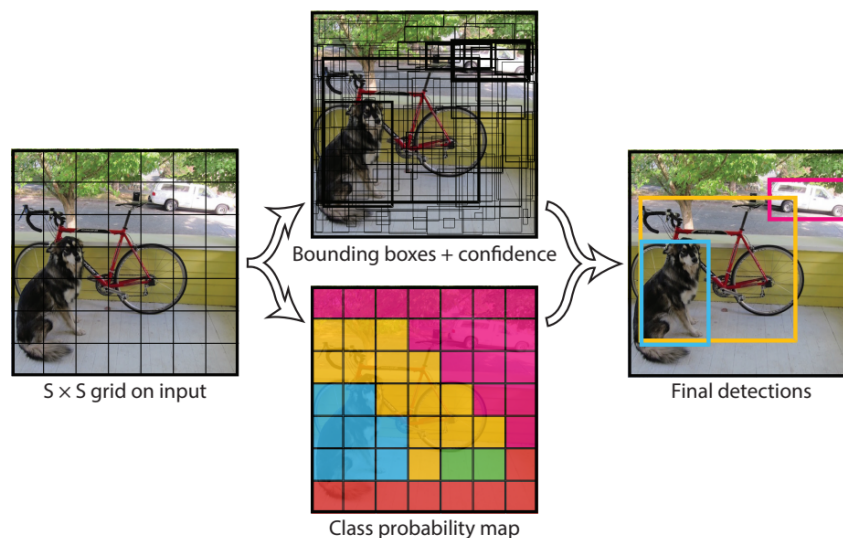 S × S grid on input
Bounding boxes + confidence
Class probability map
Final detections